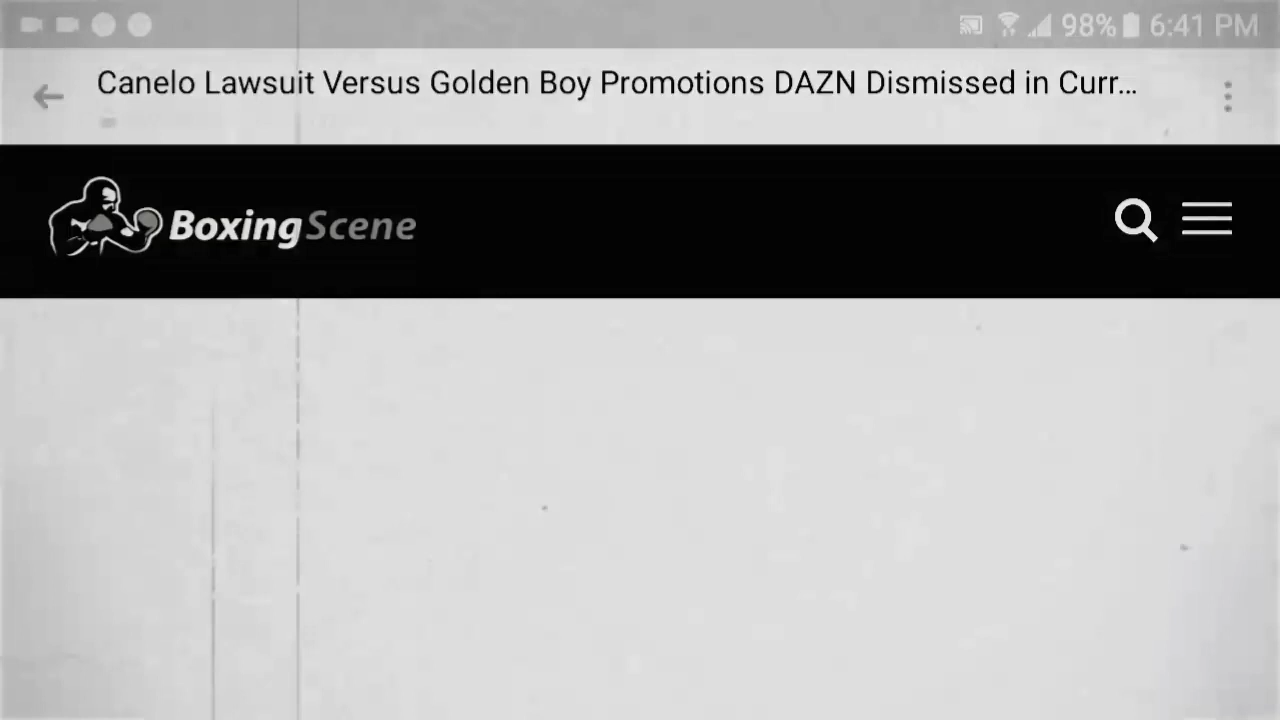 98% 6:41 PM
Canelo Lawsuit Versus Golden Boy Promotions DAZN Dismissed in Curr...
BoxingScene